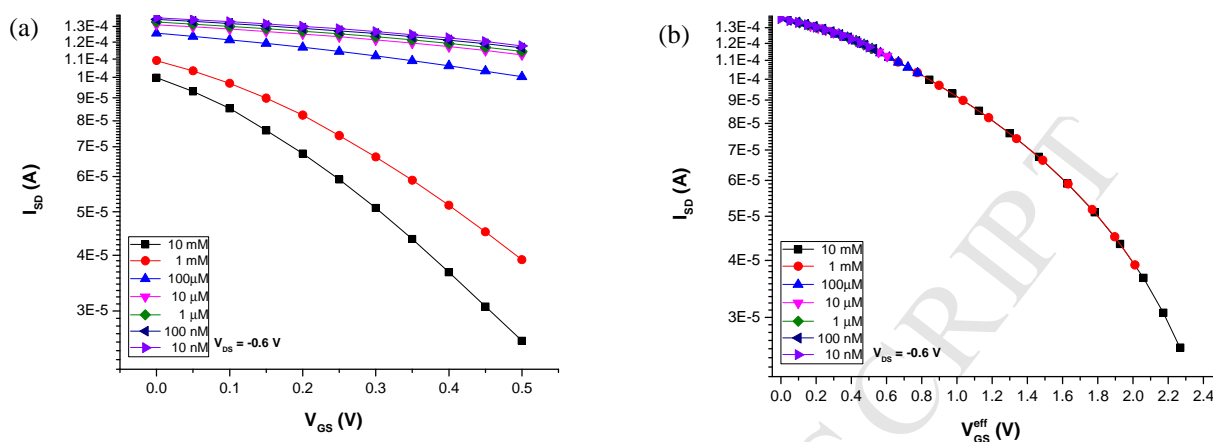 (a)
1.3E-4
1.2E-4
1.1E-4
1E-4
9E-5
8E-5
7E-5
6E-5
5E-5
4E-5
3E-5
I_SD (A)
10 mM
1 mM
100µM
10 µM
1 µM
100 nM
10 nM
V_DS = -0.6 V
0.0 0.1 0.2 0.3 0.4 0.5
V_GS (V)
(b)
1.3E-4
1.2E-4
1.1E-4
1E-4
9E-5
8E-5
7E-5
6E-5
5E-5
4E-5
3E-5
I_SD (A)
10 mM
1 mM
100µM
10 µM
1 µM
100 nM
10 nM
V_DS = -0.6 V
0.0 0.2 0.4 0.6 0.8 1.0 1.2 1.4 1.6 1.8 2.0 2.2 2.4
V_GS^eff (V)
SCRIPT